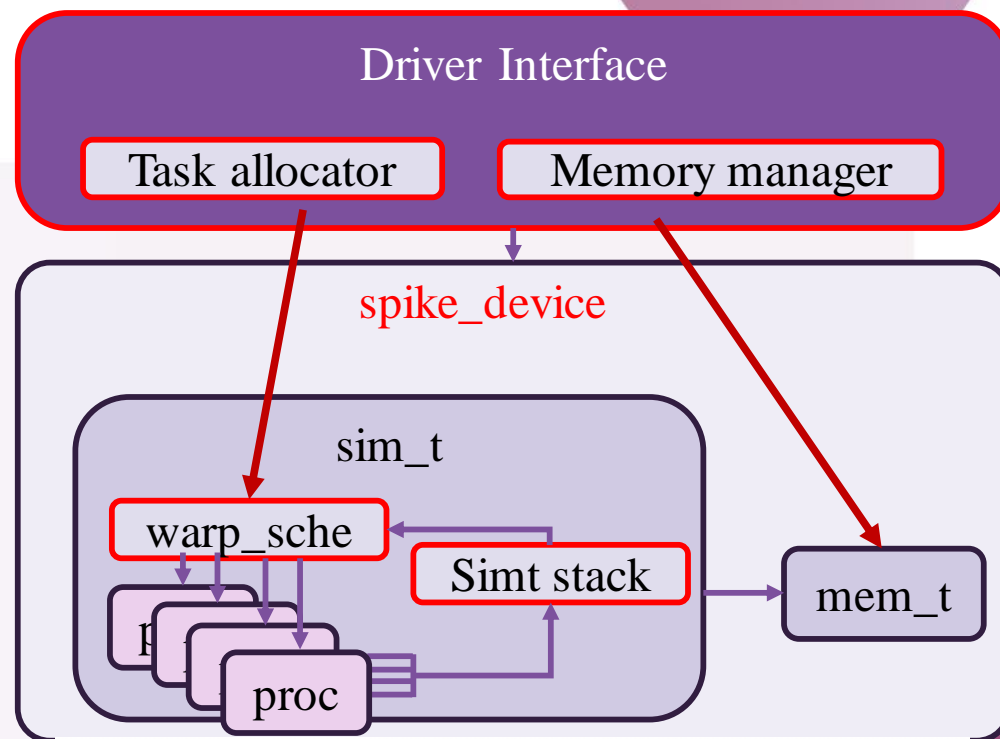 Driver Interface
Task allocator
Memory manager
spike_device
sim_t
warp_sche
Simt stack
mem_t
p
proc